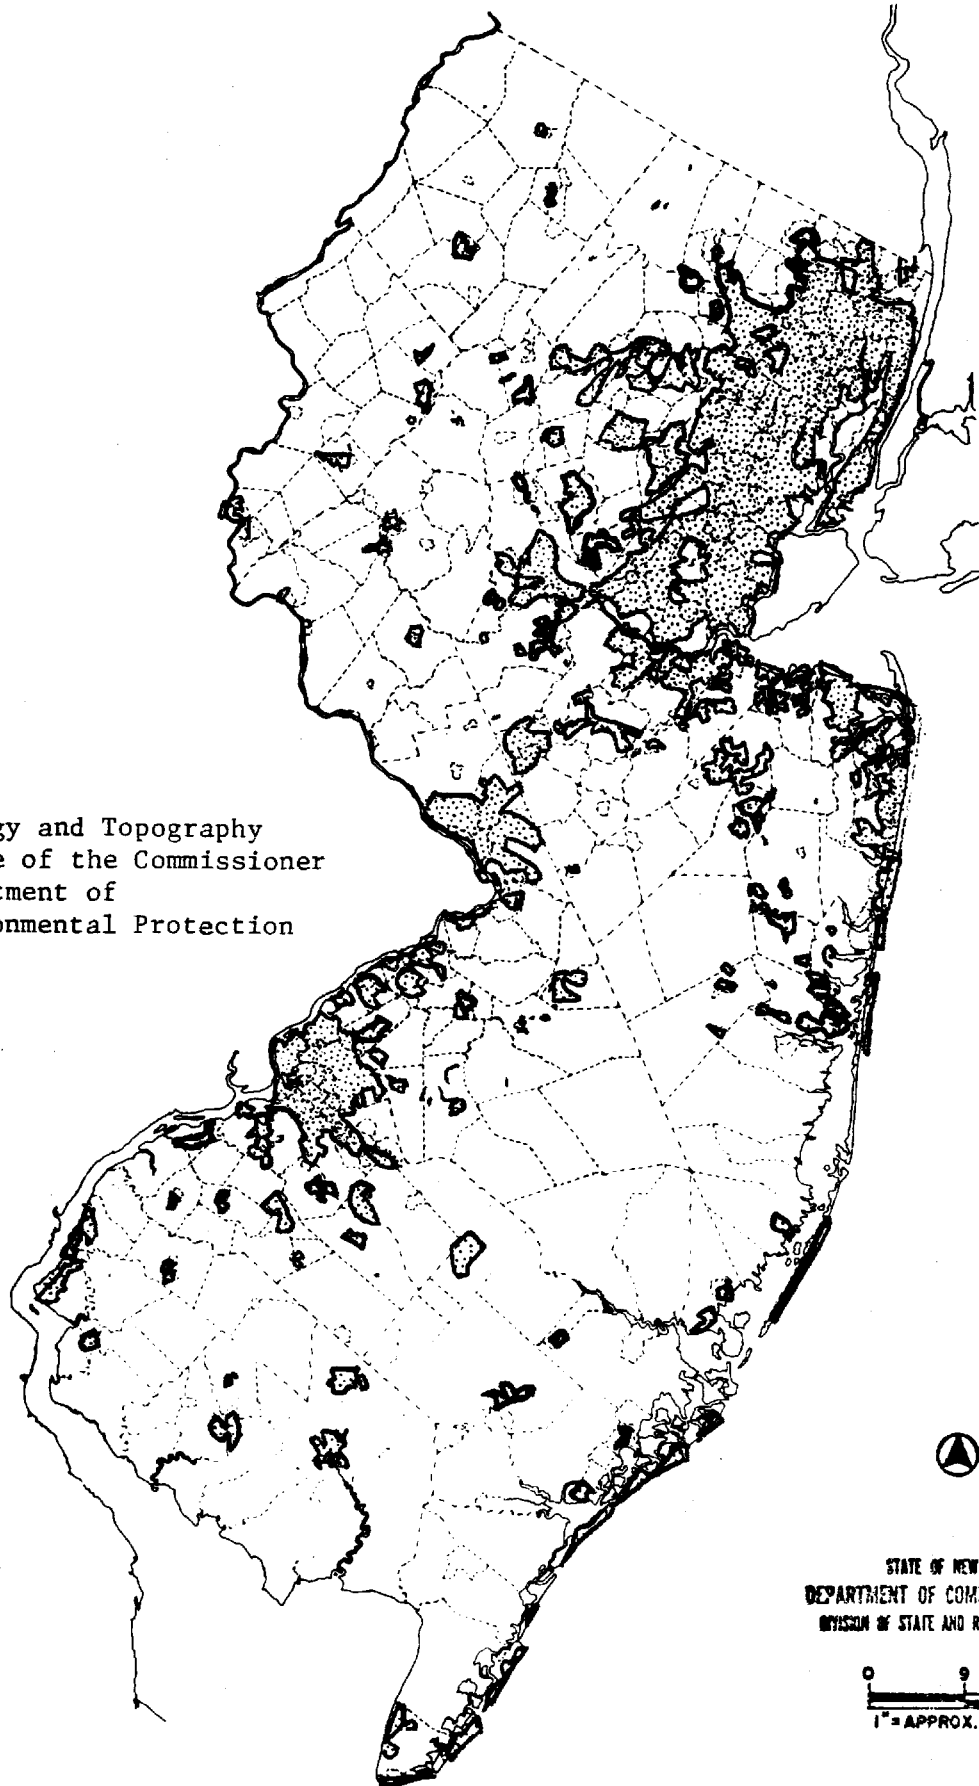 gy and Topography
e of the Commissioner
tment of
onmental Protection
STATE OF NEW
DEPARTMENT OF COM
DIVISION OF STATE AND R
0 9
1" = APPROX.